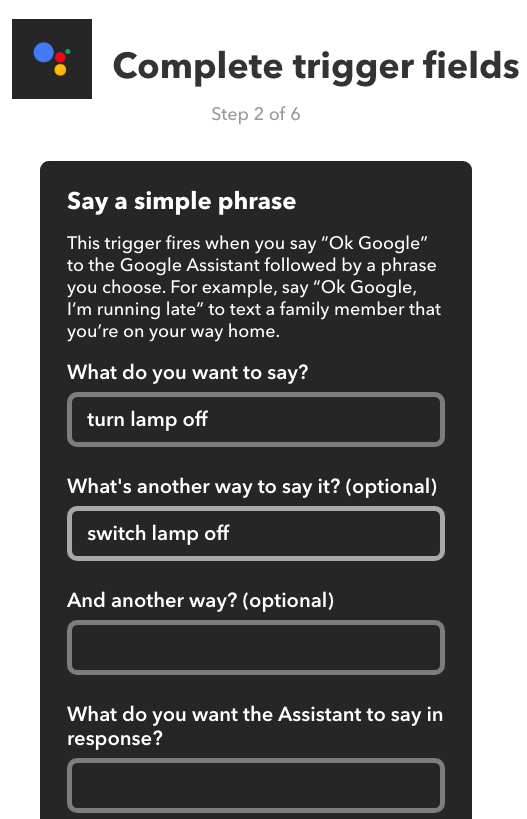 Complete trigger fields
Step 2 of 6
Say a simple phrase
This trigger fires when you say “Ok Google”
to the Google Assistant followed by a phrase
you choose. For example, say “Ok Google,
I’m running late” to text a family member that
you’re on your way home.
What do you want to say?
turn lamp off
What's another way to say it? (optional)
switch lamp off
And another way? (optional)
What do you want the Assistant to say in
response?